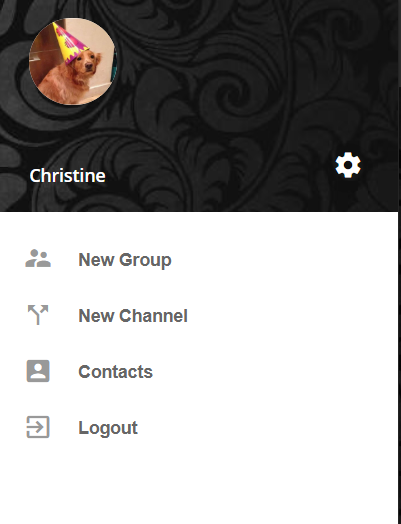 Christine
New Group
New Channel
Contacts
Logout